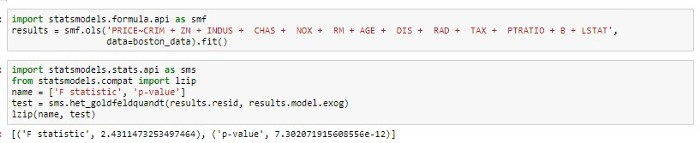 import statsmodels.formula.api as smf
results = smf.ols('PRICE~CRIM + ZN + INDUS + CHAS + NOX + RM + AGE + DIS + RAD + TAX + PTRATIO + B + LSTAT',
data=boston_data).fit()
import statsmodels.stats.api as sms
from statsmodels.compat import lzip
name = ['F statistic', 'p-value']
test = sms.het_goldfeldquandt(results.resid, results.model.exog)
lzip(name, test)
[('F statistic', 2.4311473253497464), ('p-value', 7.302071915608556e-12)]